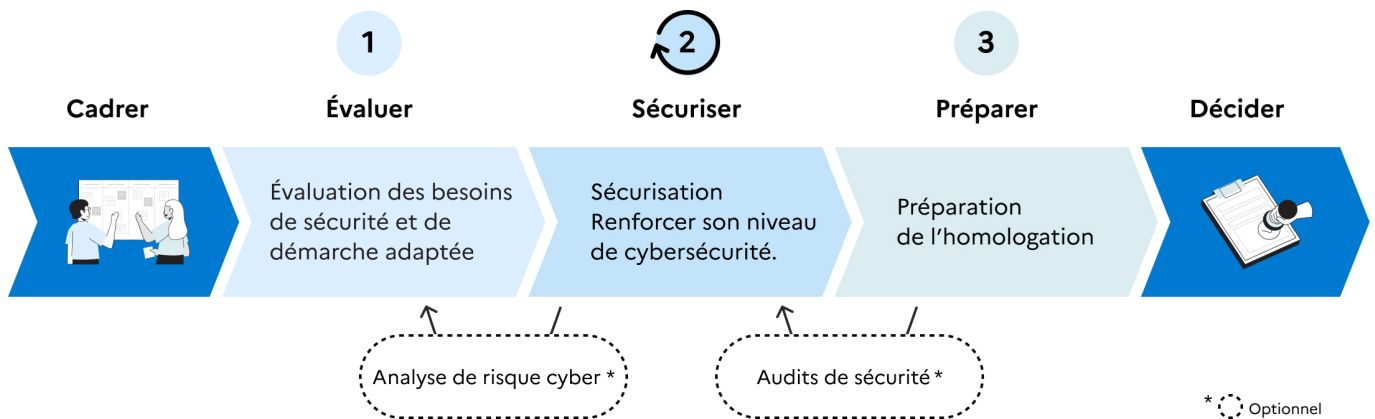 1
2
3
Cadrer
Évaluer
Sécuriser
Préparer
Décider
Évaluation des besoins
de sécurité et de
démarche adaptée
Sécurisation
Renforcer son niveau
de cybersécurité.
Préparation
de l'homologation
Analyse de risque cyber *
Audits de sécurité *
* Optionnel